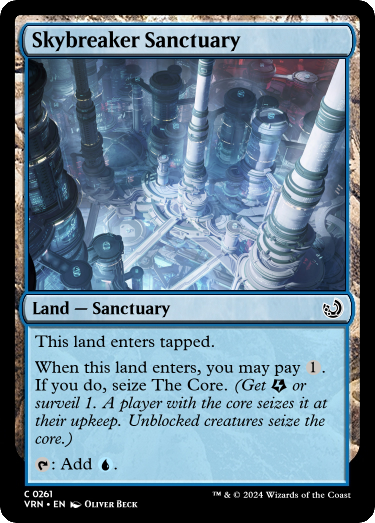 Skybreaker Sanctuary
Land — Sanctuary
This land enters tapped.
When this land enters, you may pay 1.
If you do, seize The Core. (Get or
surveil 1. A player with the core seizes it at
their upkeep. Unblocked creatures seize the
core.)
: Add .
C 0261
VRN • EN Oliver Beck
™ & © 2024 Wizards of the Coast